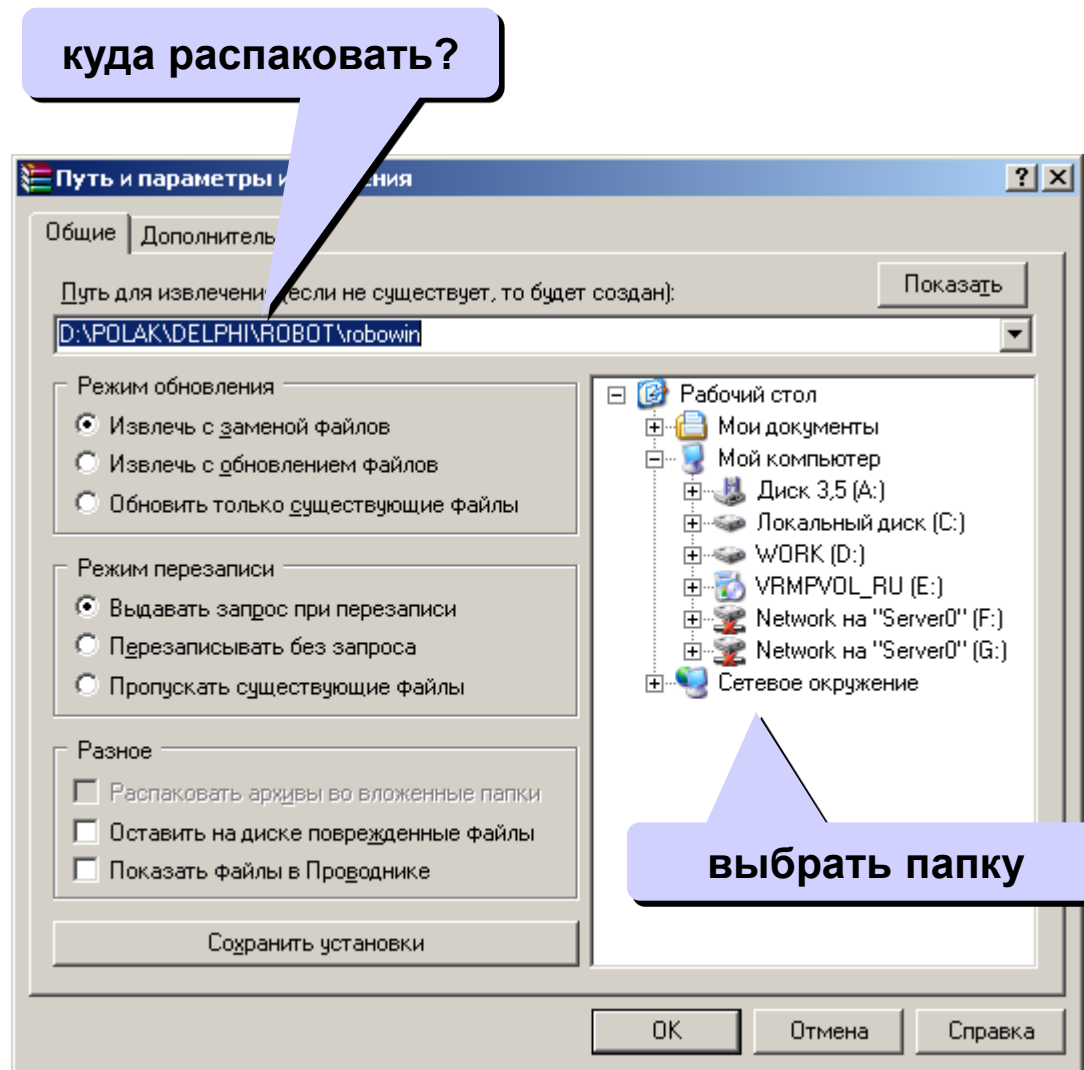 куда распаковать?
Путь и параметры и ения
? X
Общие Дополнитель
Путь для извлечени (если не существует, то будет создан):
Показать
D:\POLAK\DELPHI\ROBOT\robowin
Режим обновления
Извлечь с заменой файлов
Извлечь с обновлением файлов
Обновить только существующие файлы
Режим перезаписи
Выдавать запрос при перезаписи
Перезаписывать без запроса
Пропускать существующие файлы
Разное
Распаковать архивы во вложенные папки
Оставить на диске поврежденные файлы
Показать файлы в Проводнике
Сохранить установки
Рабочий стол
Мои документы
Мой компьютер
Диск 3,5 (A:)
Локальный диск (C:)
WORK (D:)
VRMPVOL_RU (E:)
Network на "Server0" (F:)
Network на "Server0" (G:)
Сетевое окружение
выбрать папку
OK Отмена Справка